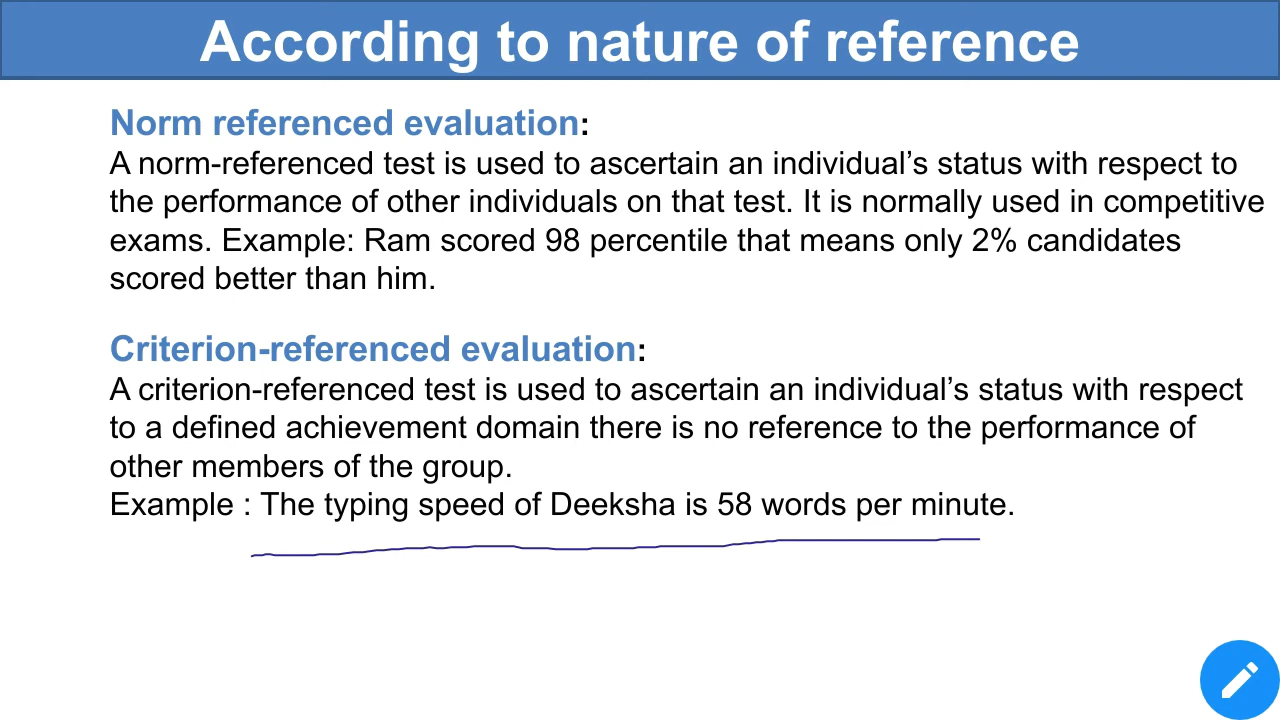 According to nature of reference
Norm referenced evaluation:
A norm-referenced test is used to ascertain an individual’s status with respect to
the performance of other individuals on that test. It is normally used in competitive
exams. Example: Ram scored 98 percentile that means only 2% candidates
scored better than him.
Criterion-referenced evaluation:
A criterion-referenced test is used to ascertain an individual’s status with respect
to a defined achievement domain there is no reference to the performance of
other members of the group.
Example : The typing speed of Deeksha is 58 words per minute.